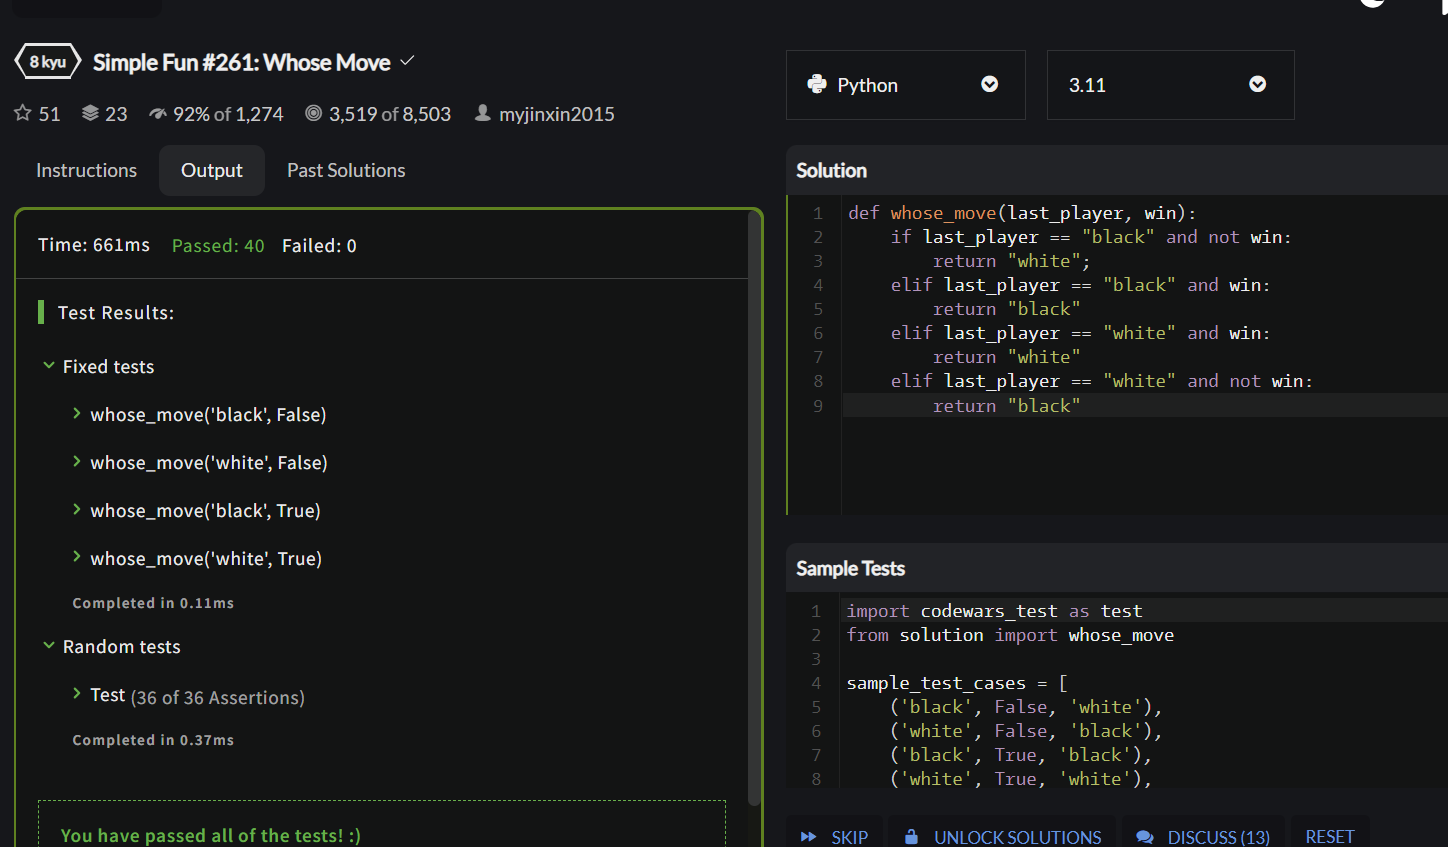 8 kyu Simple Fun #261: Whose Move
51 23 92% of 1,274 3,519 of 8,503 myjinxin2015
Instructions Output Past Solutions
Time: 661ms Passed: 40 Failed: 0
Test Results:
Fixed tests
whose_move('black', False)
whose_move('white', False)
whose_move('black', True)
whose_move('white', True)
Completed in 0.11ms
Random tests
Test (36 of 36 Assertions)
Completed in 0.37ms
You have passed all of the tests! :)
Python 3.11
Solution
1 def whose_move(last_player, win):
2 if last_player == "black" and not win:
3 return "white";
4 elif last_player == "black" and win:
5 return "black"
6 elif last_player == "white" and win:
7 return "white"
8 elif last_player == "white" and not win:
9 return "black"
Sample Tests
1 import codewars_test as test
2 from solution import whose_move
3
4 sample_test_cases = [
5 ('black', False, 'white'),
6 ('white', False, 'black'),
7 ('black', True, 'black'),
8 ('white', True, 'white'),
SKIP UNLOCK SOLUTIONS DISCUSS (13) RESET